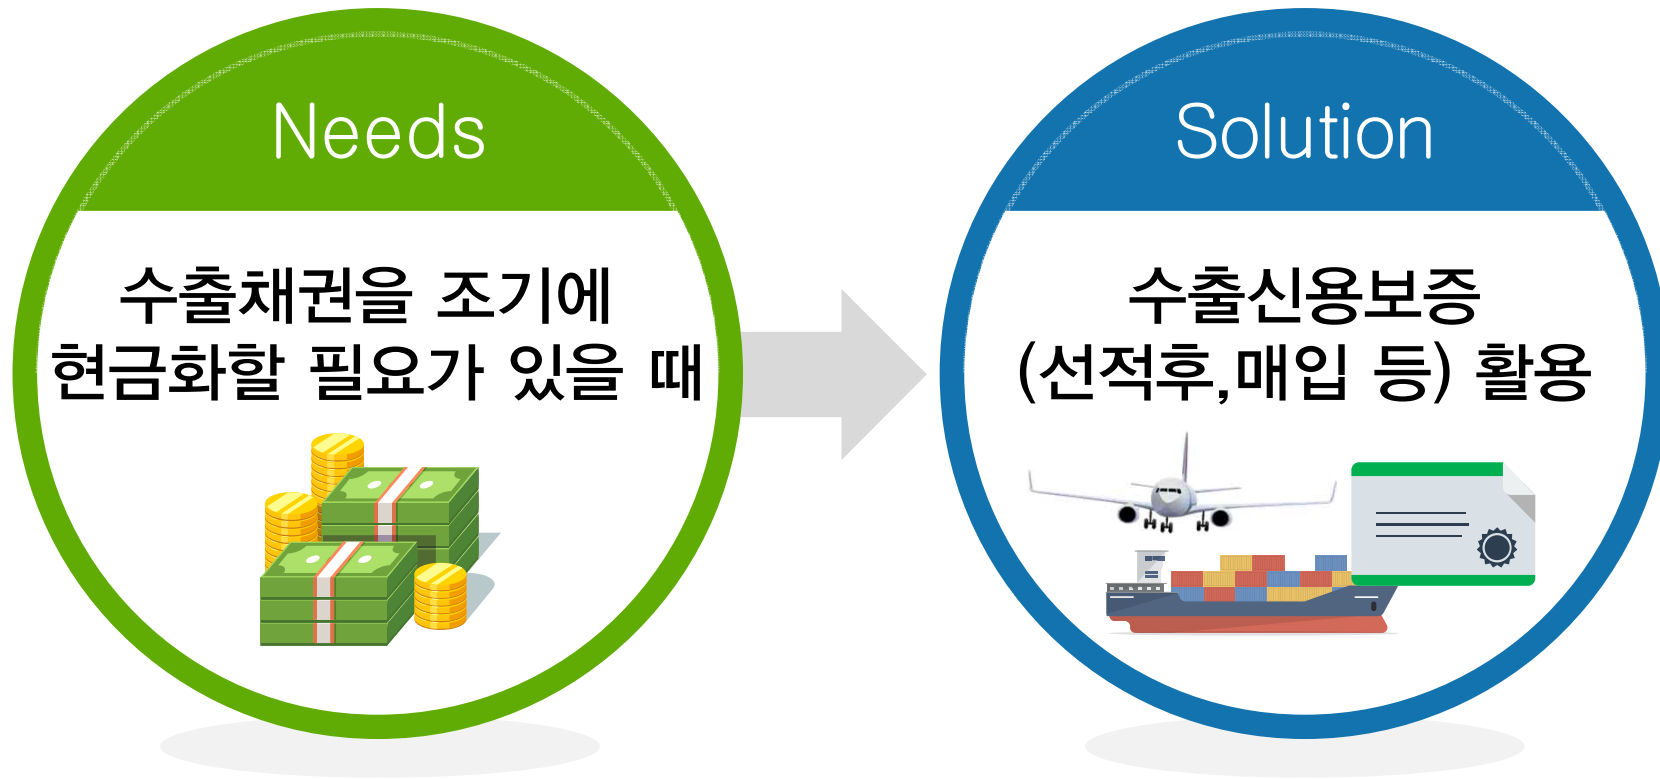 Needs
수출채권을 조기에
현금화할 필요가 있을 때
Solution
수출신용보증
(선적후,매입 등) 활용